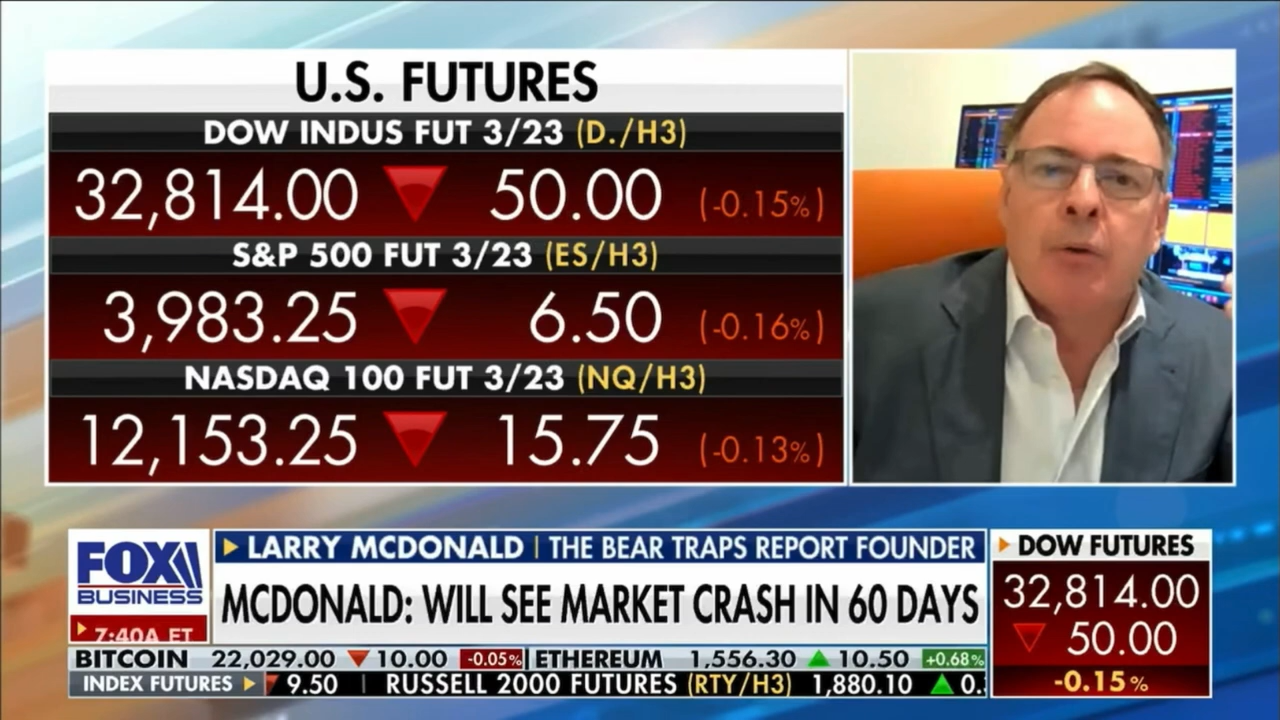 U.S. FUTURES
DOW INDUS FUT 3/23 (D./H3)
32,814.00 50.00 (-0.15%)
S&P 500 FUT 3/23 (ES/H3)
3,983.25 6.50 (-0.16%)
NASDAQ 100 FUT 3/23 (NQ/H3)
12,153.25 15.75 (-0.13%)
FOX
BUSINESS
7:40A ET
LARRY MCDONALD | THE BEAR TRAPS REPORT FOUNDER
MCDONALD: WILL SEE MARKET CRASH IN 60 DAYS
DOW FUTURES
32,814.00
50.00
-0.15%
BITCOIN 22,029.00 10.00 -0.05% ETHEREUM 1,556.30 10.50 +0.68%
INDEX FUTURES 9.50 RUSSELL 2000 FUTURES (RTY/H3) 1,880.10 0.